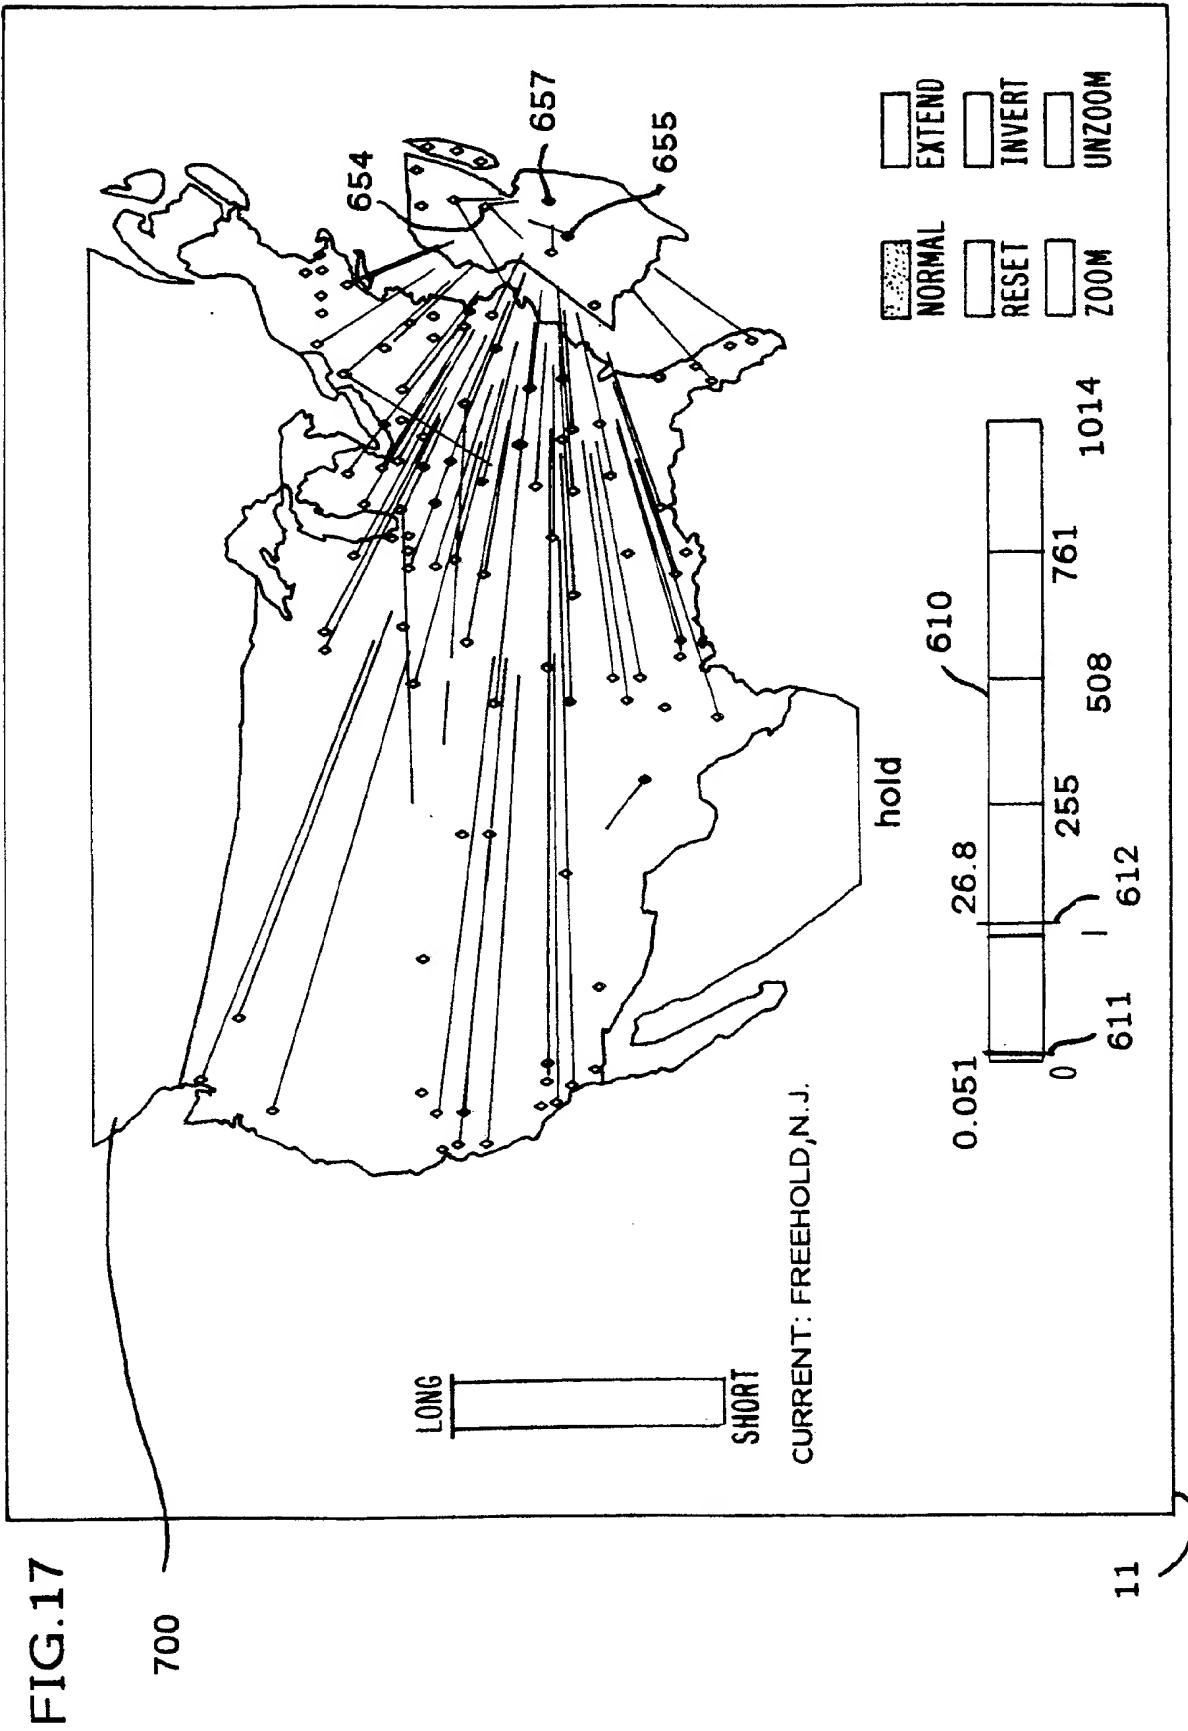 FIG.17
700
654
657
655
LONG
SHORT
CURRENT: FREEHOLD,N.J.
hold
NORMAL
EXTEND
RESET
INVERT
ZOOM
UNZOOM
610
0.051
26.8
0
1
255
508
761
1014
611
612
11